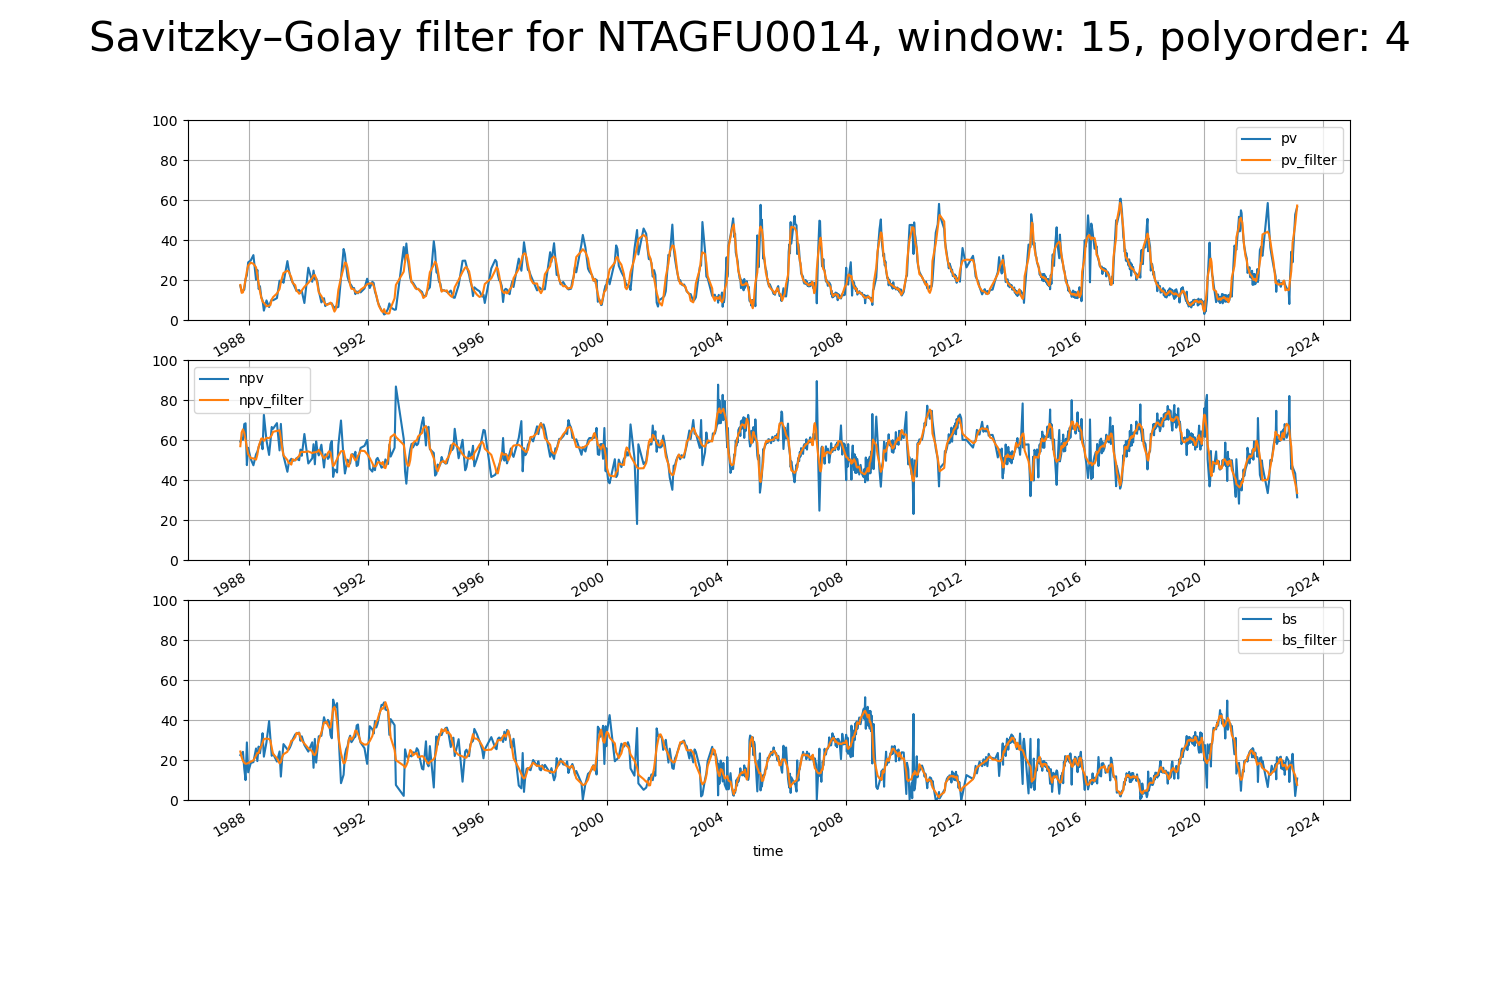 Savitzky–Golay filter for NTAGFU0014, window: 15, polyorder: 4
100
80
60
40
20
0
pv
pv_filter
1988 1992 1996 2000 2004 2008 2012 2016 2020 2024
100
80
60
40
20
0
npv
npv_filter
1988 1992 1996 2000 2004 2008 2012 2016 2020 2024
100
80
60
40
20
0
bs
bs_filter
1988 1992 1996 2000 2004 2008 2012 2016 2020 2024
time